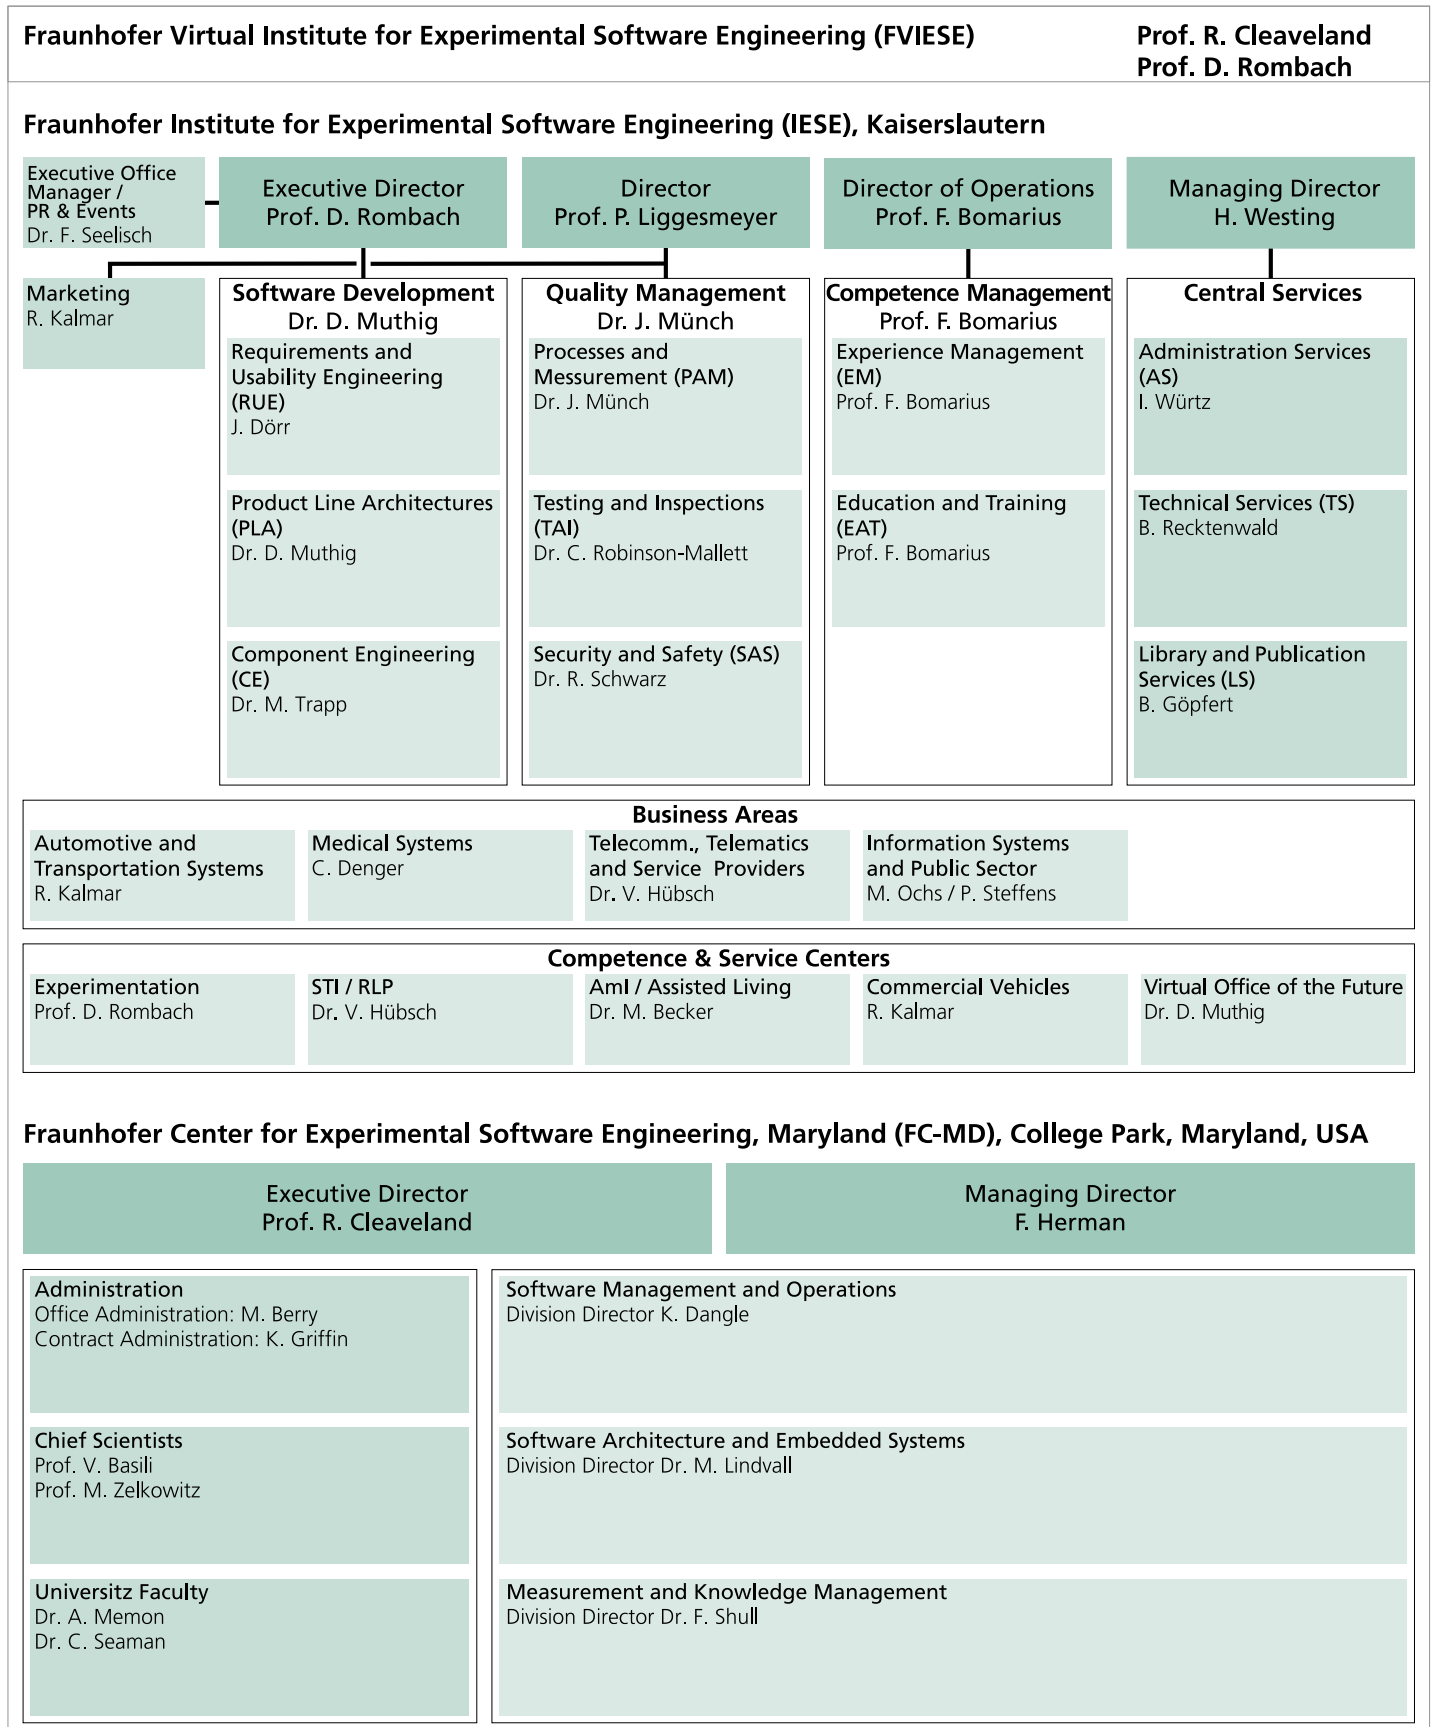 Fraunhofer Virtual Institute for Experimental Software Engineering (FVIESE)
Prof. R. Cleaveland
Prof. D. Rombach
Fraunhofer Institute for Experimental Software Engineering (IESE), Kaiserslautern
Executive Office
Manager /
PR & Events
Dr. F. Seelisch
Executive Director
Prof. D. Rombach
Director
Prof. P. Liggesmeyer
Director of Operations
Prof. F. Bomarius
Managing Director
H. Westing
Marketing
R. Kalmar
Software Development
Dr. D. Muthig
Requirements and
Usability Engineering
(RUE)
J. Dörr
Product Line Architectures
(PLA)
Dr. D. Muthig
Component Engineering
(CE)
Dr. M. Trapp
Quality Management
Dr. J. Münch
Processes and
Messurement (PAM)
Dr. J. Münch
Testing and Inspections
(TAI)
Dr. C. Robinson-Mallett
Security and Safety (SAS)
Dr. R. Schwarz
Competence Management
Prof. F. Bomarius
Experience Management
(EM)
Prof. F. Bomarius
Education and Training
(EAT)
Prof. F. Bomarius
Central Services
Administration Services
(AS)
I. Würtz
Technical Services (TS)
B. Recktenwald
Library and Publication
Services (LS)
B. Göpfert
Business Areas
Automotive and
Transportation Systems
R. Kalmar
Medical Systems
C. Denger
Telecomm., Telematics
and Service Providers
Dr. V. Hübsch
Information Systems
and Public Sector
M. Ochs / P. Steffens
Competence & Service Centers
Experimentation
Prof. D. Rombach
STI / RLP
Dr. V. Hübsch
AmI / Assisted Living
Dr. M. Becker
Commercial Vehicles
R. Kalmar
Virtual Office of the Future
Dr. D. Muthig
Fraunhofer Center for Experimental Software Engineering, Maryland (FC-MD), College Park, Maryland, USA
Executive Director
Prof. R. Cleaveland
Managing Director
F. Herman
Administration
Office Administration: M. Berry
Contract Administration: K. Griffin
Chief Scientists
Prof. V. Basili
Prof. M. Zelkowitz
Universitz Faculty
Dr. A. Memon
Dr. C. Seaman
Software Management and Operations
Division Director K. Dangle
Software Architecture and Embedded Systems
Division Director Dr. M. Lindvall
Measurement and Knowledge Management
Division Director Dr. F. Shull